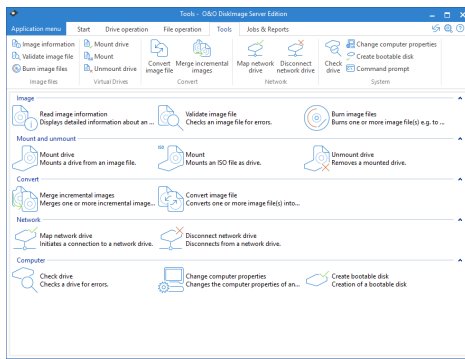 Tools - O&O DiskImage Server Edition
Application menu Start Drive operation File operation Tools Jobs & Reports
Image information
Validate image file
Burn image files
Image files
Mount drive
Mount
Unmount drive
Virtual Drives
Convert image file
Merge incremental images
Convert
Map network drive
Disconnect network drive
Network
Check drive
Change computer properties
Create bootable disk
Command prompt
System
Image
Read image information
Displays detailed information about an ...
Validate image file
Checks an image file for errors.
Burn image files
Burns one or more image file(s) e.g. to ...
Mount and unmount
Mount drive
Mounts a drive from an image file.
ISO
Mount
Mounts an ISO file as drive.
Unmount drive
Removes a mounted drive.
Convert
Merge incremental images
Merges one or more incremental image...
Convert image file
Converts one or more image file(s) into...
Network
Map network drive
Initiates a connection to a network drive.
Disconnect network drive
Disconnects from a network drive.
Computer
Check drive
Checks a drive for errors.
Change computer properties
Changes the computer properties of an...
Create bootable disk
Creation of a bootable disk